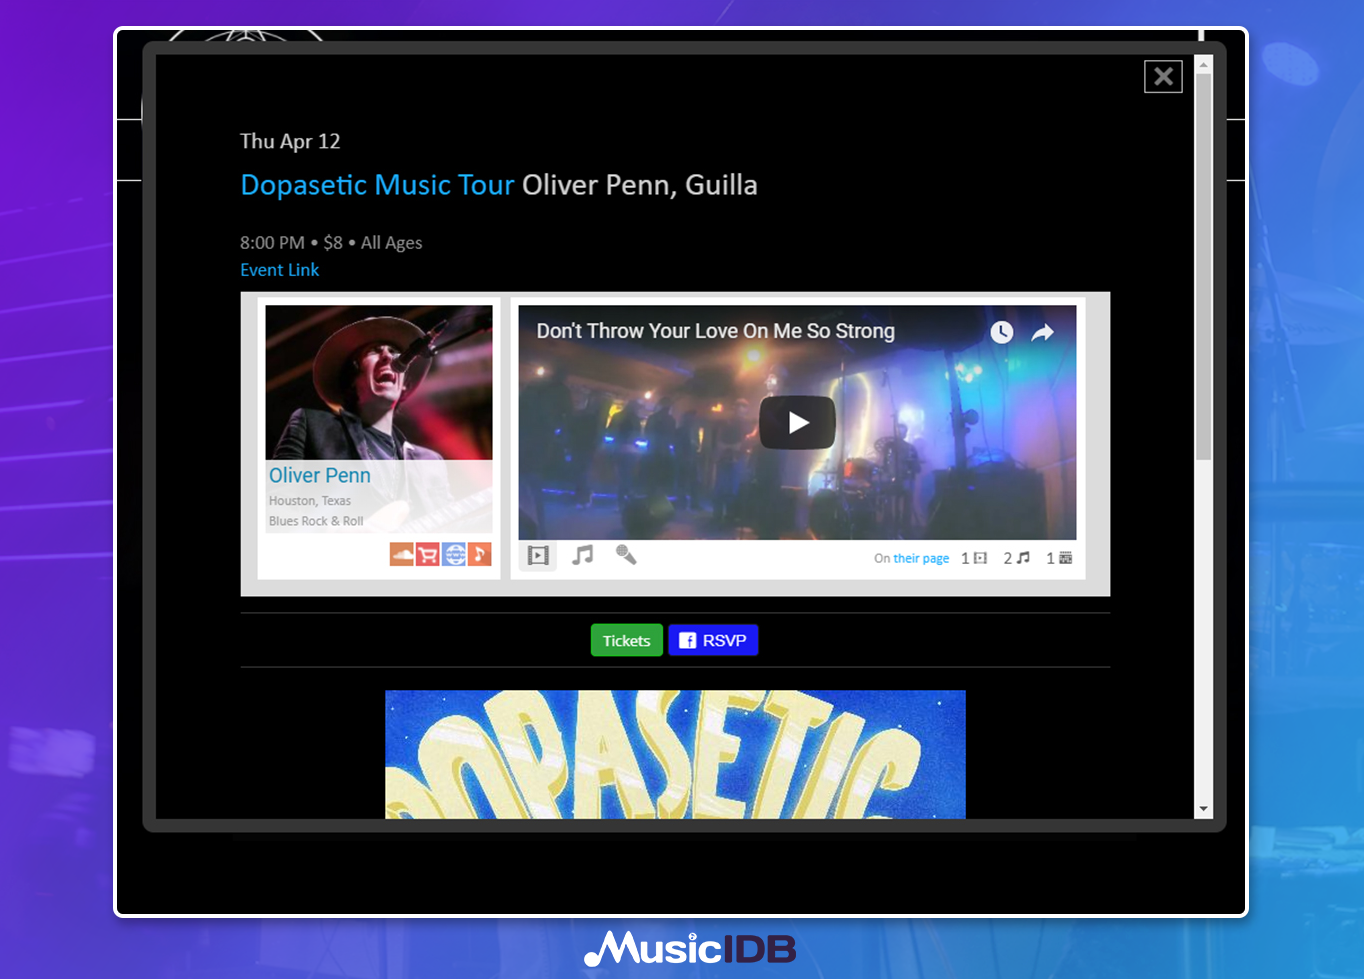 Thu Apr 12
Dopasetic Music Tour Oliver Penn, Guilla
8:00 PM • $8 • All Ages
Event Link
Don't Throw Your Love On Me So Strong
Oliver Penn
Houston, Texas
Blues Rock & Roll
On their page 1 2 1
Tickets RSVP
DOPASETIC
MusicIDB